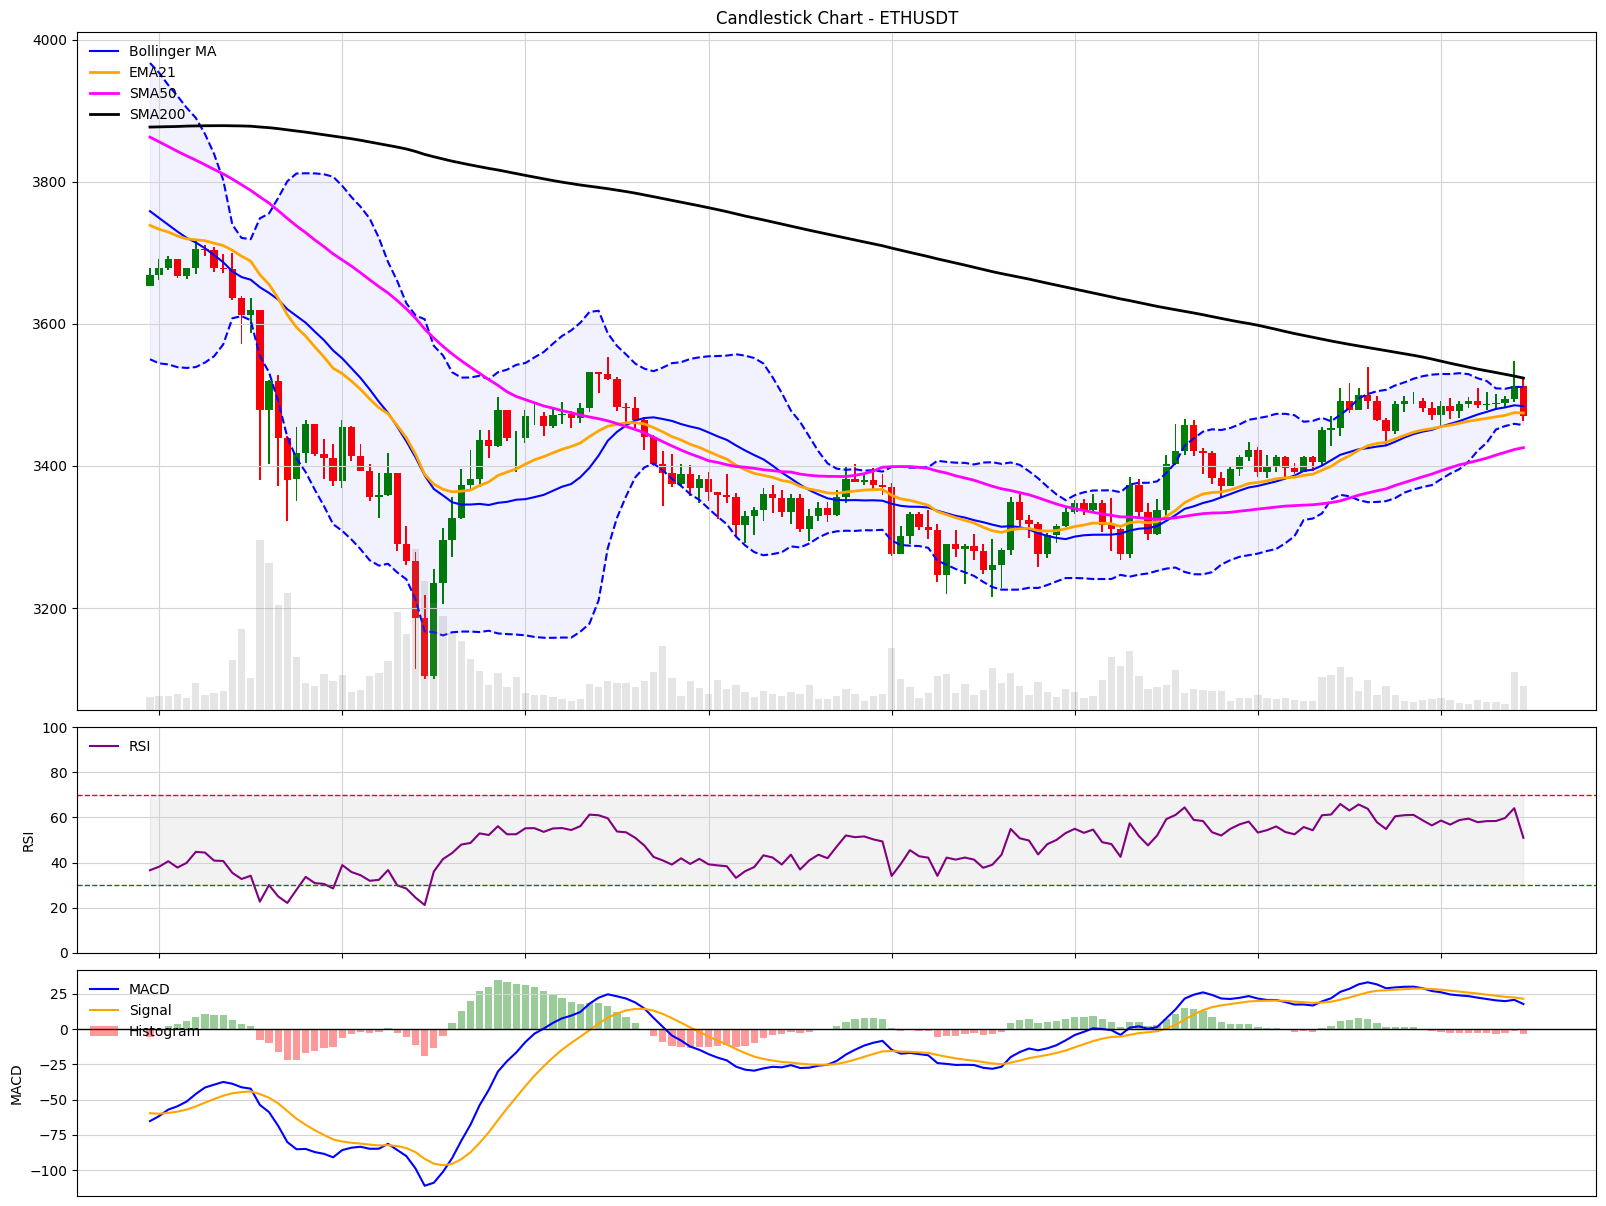 Candlestick Chart - ETHUSDT
4000
3800
3600
3400
3200
Bollinger MA
EMA21
SMA50
SMA200
100
80
60
40
20
0
RSI
RSI
25
0
−25
−50
−75
−100
MACD
MACD
Signal
Histogram